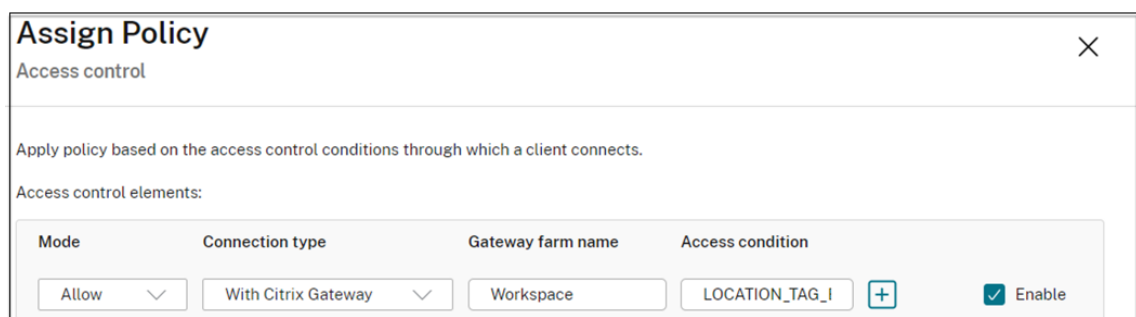 Assign Policy
Access control
Apply policy based on the access control conditions through which a client connects.
Access control elements:
Mode Connection type Gateway farm name Access condition
Allow With Citrix Gateway Workspace LOCATION_TAG_ Enable